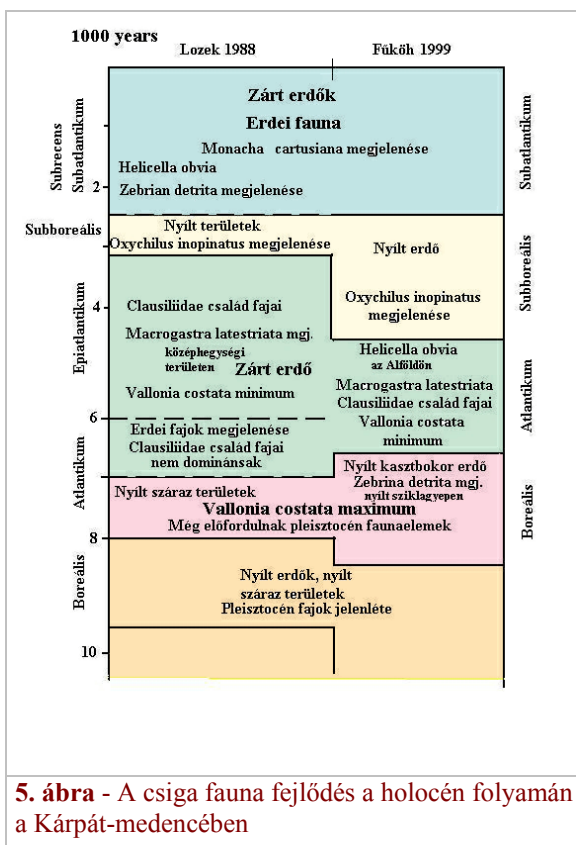 1000 years
Lozek 1988
Fűköh 1999
Zárt erdők
Erdei fauna
Monacha cartusiana megjelenése
Helicella obvia
Zebrian detrita megjelenése
Subrecens
Subatlantikum
Subatlantikum
2
Subboreális
Nyílt területek
Oxychilus inopinatus megjelenése
Nyílt erdő
Oxychilus inopinatus
megjelenése
Subboreális
4
Epiatlantikum
Clausiliidae család fajai
Macrogastra latestriata mgj.
középhegységi
területen
Zárt erdő
Vallonia costata minimum
Helicella obvia
az Alföldön
Macrogastra latestriata
Clausiliidae család fajai
Vallonia costata
minimum
Atlantikum
6
Atlantikum
Erdei fajok megjelenése
Clausiliidae család fajai
nem dominánsak
Nyílt kasztbokor erdő
Zebrina detrita mgj.
nyílt sziklagyepen
Nyílt száraz területek
Vallonia costata maximum
Még előfordulnak pleisztocén faunaelemek
Boreális
8
Boreális
Nyílt erdők, nyílt
száraz területek
Pleisztocén fajok jelenléte
10
5. ábra - A csiga fauna fejlődés a holocén folyamán
a Kárpát-medencében